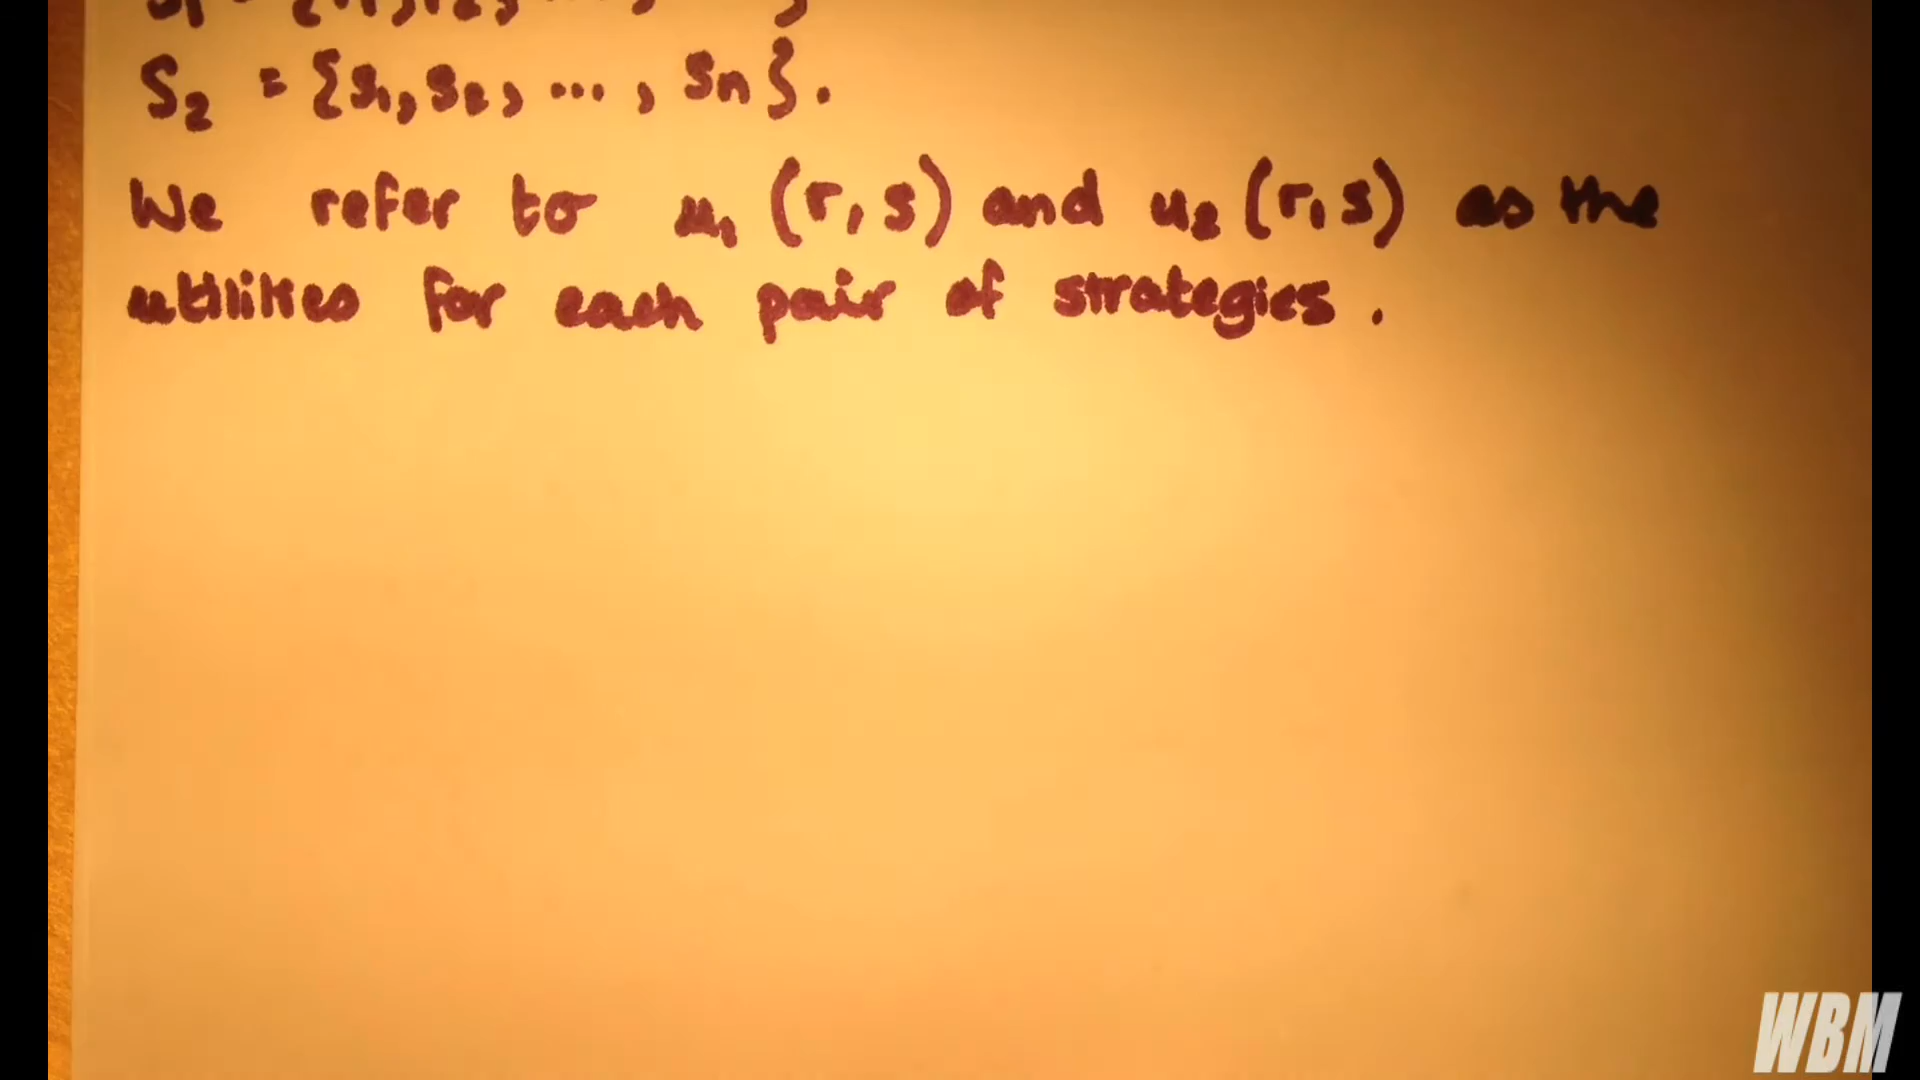 S2 = {s1, s2, ... , sn}.
We refer to u1 (r, s) and u2 (r, s) as the
utilities for each pair of strategies.
WBM